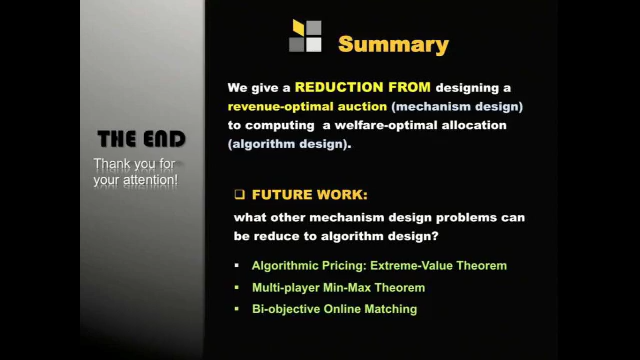 Summary
We give a REDUCTION FROM designing a
revenue-optimal auction (mechanism design)
to computing a welfare-optimal allocation
(algorithm design).
THE END
Thank you for
your attention!
FUTURE WORK:
what other mechanism design problems can
be reduce to algorithm design?
Algorithmic Pricing: Extreme-Value Theorem
Multi-player Min-Max Theorem
Bi-objective Online Matching